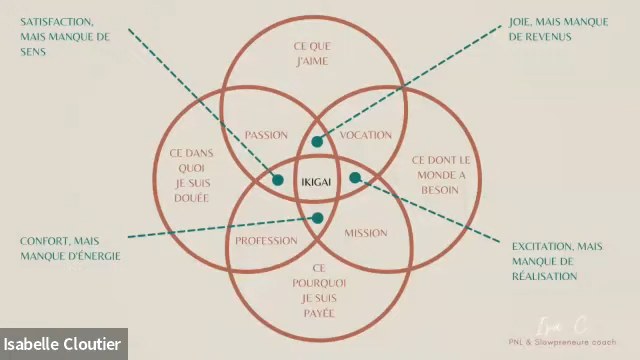 SATISFACTION,
MAIS MANQUE DE
SENS
JOIE, MAIS MANQUE
DE REVENUS
CE QUE
J'AIME
PASSION
VOCATION
CE DANS
QUOI
JE SUIS
DOUÉE
IKIGAI
CE DONT LE
MONDE A
BESOIN
PROFESSION
MISSION
CONFORT, MAIS
MANQUE D'ÉNERGIE
EXCITATION, MAIS
MANQUE DE
RÉALISATION
CE
POURQUOI
JE SUIS
PAYÉE
PNL & Slowpreneure coach
Isabelle Cloutier